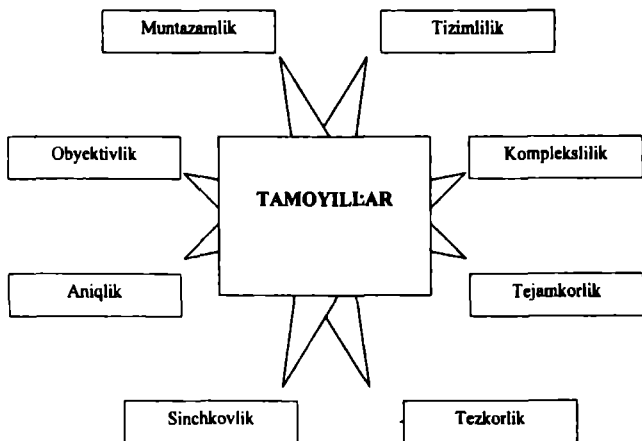 Muntazamlik
Tizimlilik
Obyektivlik
Komplekslilik
TAMOYILLAR
Aniqlik
Tejamkorlik
Sinchkovlik
Tezkorlik